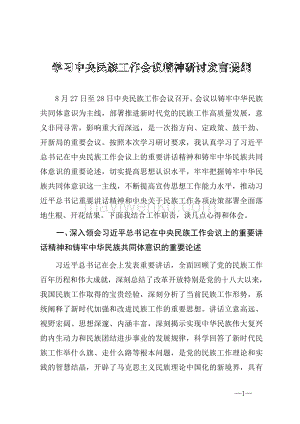 学习中央民族工作会议精神研讨发言提纲
8月27日至28日中央民族工作会议召开。会议以铸牢中华民族
共同体意识为主线，部署推进新时代党的民族工作高质量发展，意
义非同寻常，影响重大而深远，是一次定方向、绘蓝图、鼓干劲、
开新局的重要会议。按照本次学习研讨要求，我认真学习了习近平
总书记在中央民族工作会议上的重要讲话精神和铸牢中华民族共
同体意识的重要论述，思想高度认识水平，牢牢把握铸牢中华民族
共同体意识这一主线，不断提高宣传思想工作能力水平，推动习
近平总书记重要讲话精神和中央关于民族工作各项决策部署全面落地
生根、开花结果。下面我结合工作职责，谈几点心得和体会。
一、深入领会习近平总书记在中央民族工作会议上的重要讲
话精神和铸牢中华民族共同体意识的重要论述
习近平总书记在会上发表重要讲话，全面回顾了党的民族工作
百年历程和伟大成就，深刻总结了改革开放特别是党的十八大以来，
我国民族工作取得的宝贵经验，深刻分析了当前民族工作形势，系
统阐释了新时代加强和改进民族工作的重要思想。讲话立意高远、
视野宏阔、思想深邃、内涵丰富，深刻揭示实现中华民族伟大复兴
的内生动力和民族团结进步事业的发展规律，科学回答了新时代民
族工作举什么旗、走什么路等根本问题，是党的民族工作理论和实
践的智慧结晶，开辟了马克思主义民族理论中国化的新境界，具有
—1—